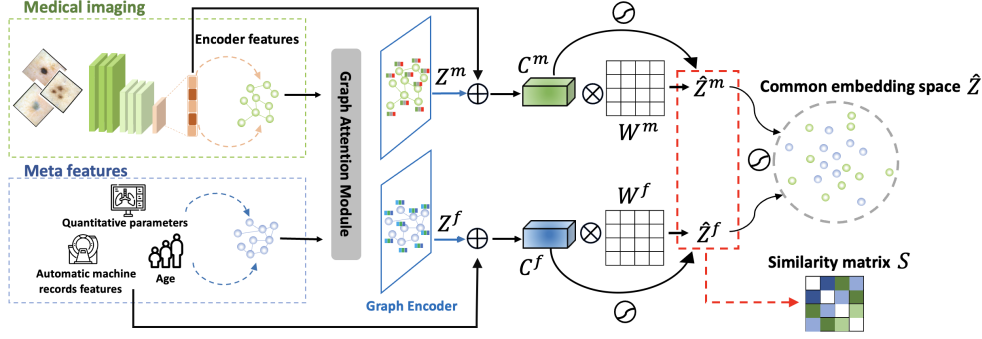 Medical imaging
Encoder features
Graph Attention Module
Z^m
C^m
W^m
Ẑ^m
Common embedding space Ẑ
Meta features
Quantitative parameters
Automatic machine
records features
Age
Z^f
Graph Encoder
C^f
W^f
Ẑ^f
Similarity matrix S